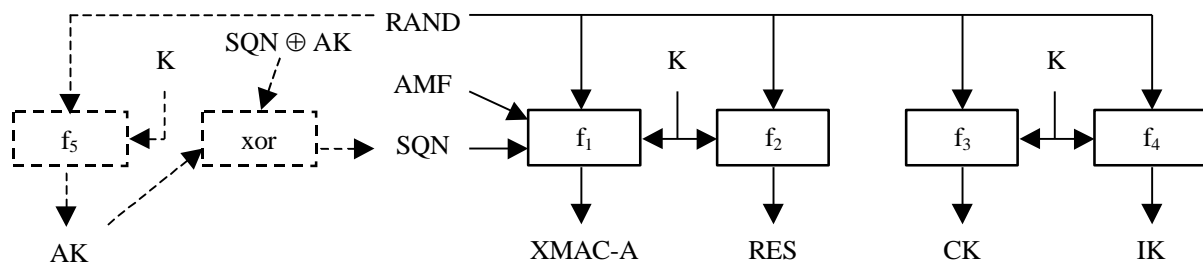 RAND
SQN ⊕ AK
K
K
K
AMF
f5
xor
SQN
f1
f2
f3
f4
AK
XMAC-A
RES
CK
IK